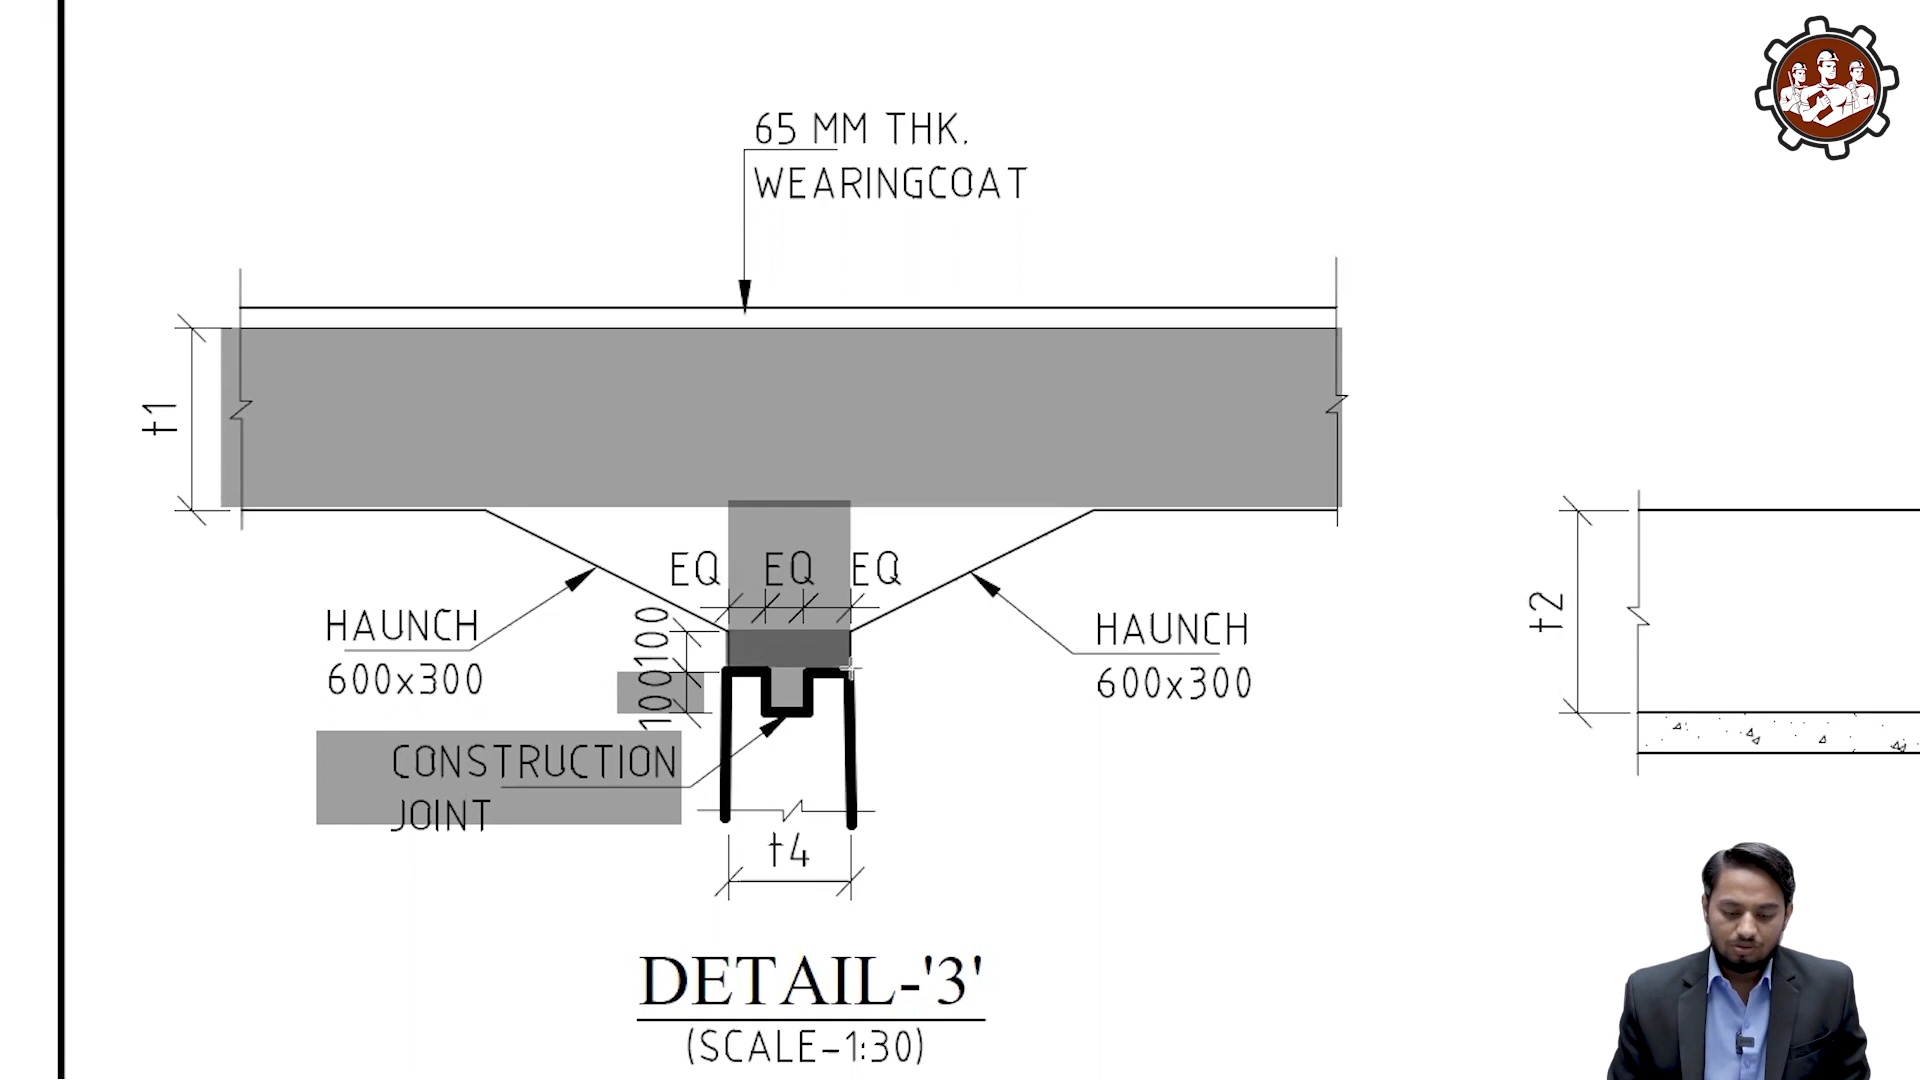 65 MM THK.
WEARINGCOAT
t1
EQ EQ EQ
HAUNCH
600x300
100
100
HAUNCH
600x300
t2
CONSTRUCTION
JOINT
t4
DETAIL-'3'
(SCALE-1:30)